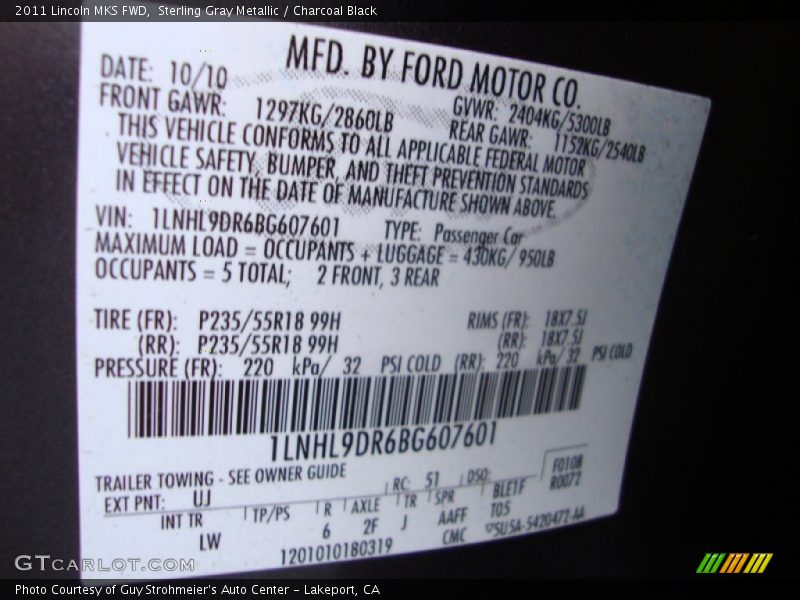 2011 Lincoln MKS FWD,  Sterling Gray Metallic / Charcoal Black
MFD. BY FORD MOTOR CO.
DATE: 10/10 GVWR: 2404KG/5300LB
FRONT GAWR: 1297KG/2860LB REAR GAWR: 1152KG/2540LB
THIS VEHICLE CONFORMS TO ALL APPLICABLE FEDERAL MOTOR
VEHICLE SAFETY, BUMPER, AND THEFT PREVENTION STANDARDS
IN EFFECT ON THE DATE OF MANUFACTURE SHOWN ABOVE.
VIN: 1LNHL9DR6BG607601 TYPE: Passenger Car
MAXIMUM LOAD = OCCUPANTS + LUGGAGE = 430KG/ 950LB
OCCUPANTS = 5 TOTAL; 2 FRONT, 3 REAR
TIRE (FR): P235/55R18 99H RIMS (FR): 18X7.5J
(RR): P235/55R18 99H (RR): 18X7.5J
PRESSURE (FR): 220 kPa/ 32 PSI COLD (RR): 220 kPa/ 32 PSI COLD
1LNHL9DR6BG607601
TRAILER TOWING - SEE OWNER GUIDE
EXT PNT: UJ RC: 51 DSO: F0108
R0072
INT TR TP/PS R AXLE TR SPR BLETF
LW 6 2F J AAFF T05
1201010180319 CMC 5U5A-5420472-AA
GTCARLOT.COM
Photo Courtesy of Guy Strohmeier's Auto Center – Lakeport, CA